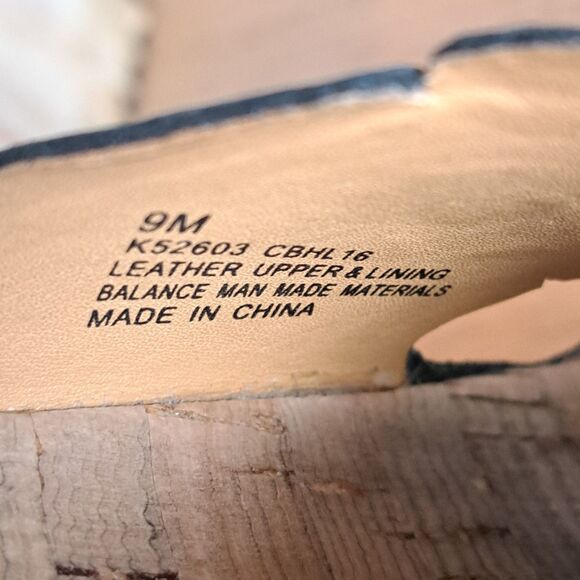 9M
K52603 CBHL16
LEATHER UPPER & LINING
BALANCE MAN MADE MATERIALS
MADE IN CHINA